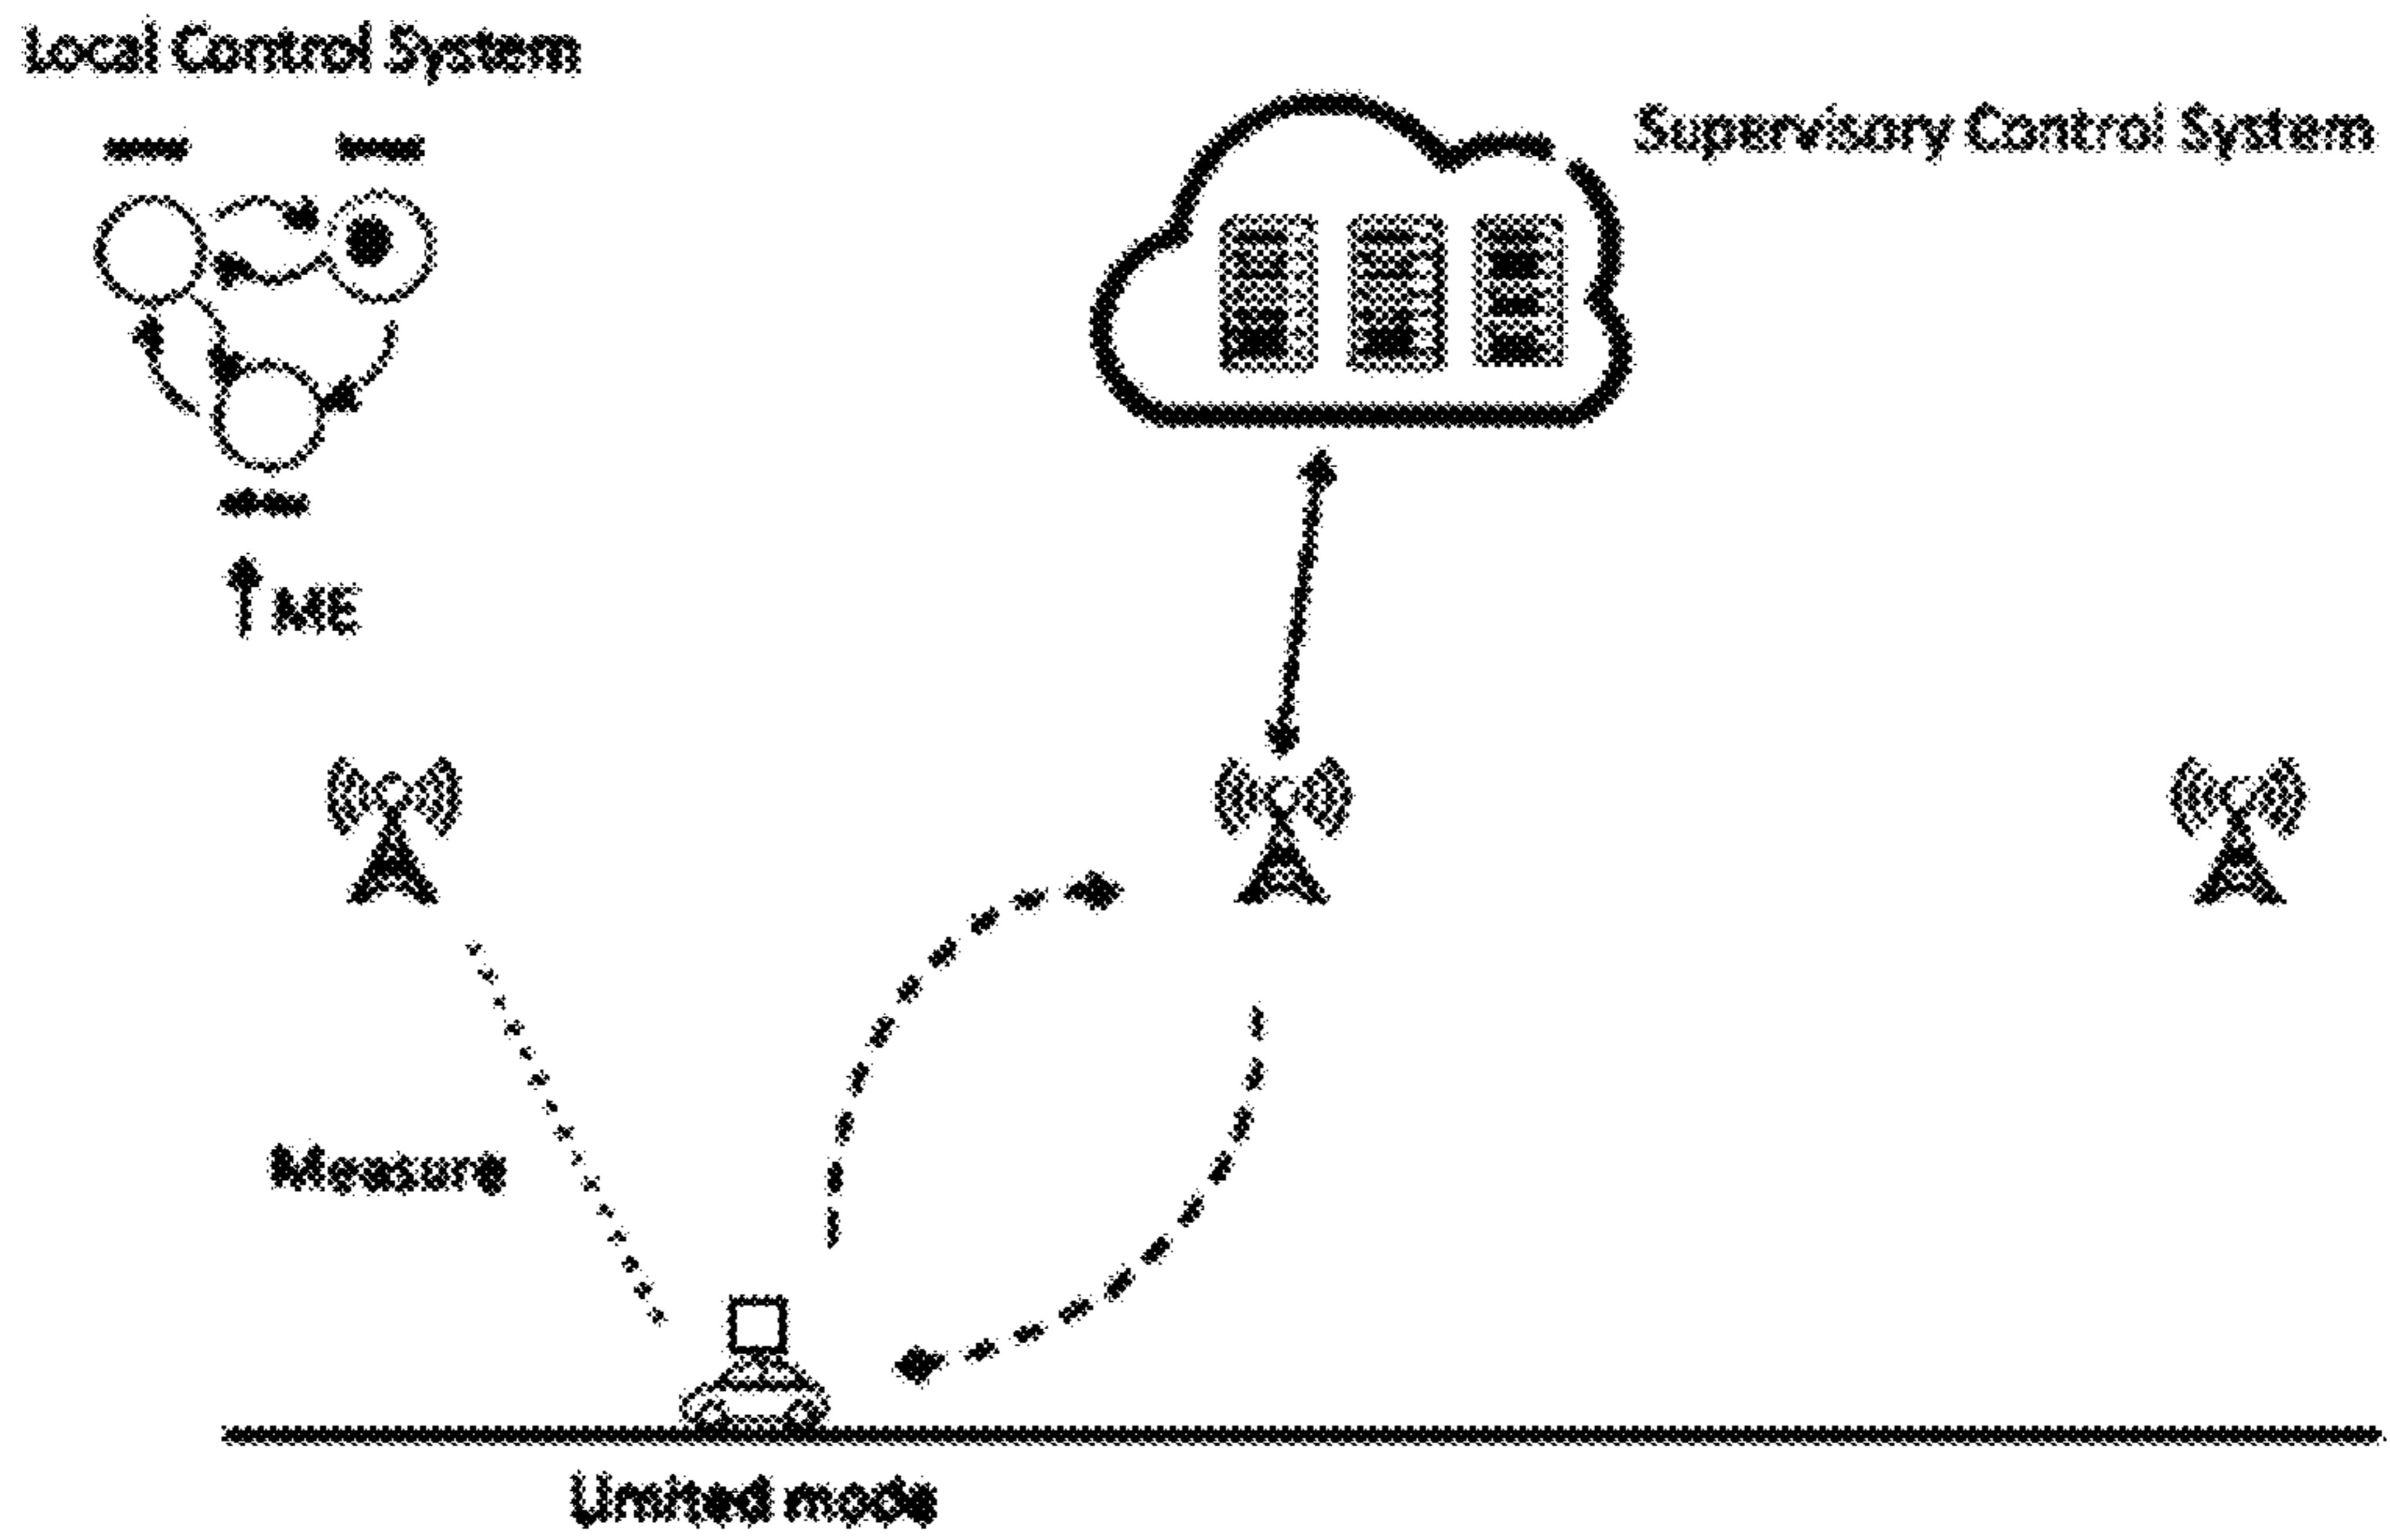 Local Control System
Supervisory Control System
ME
Measure
Limited mode